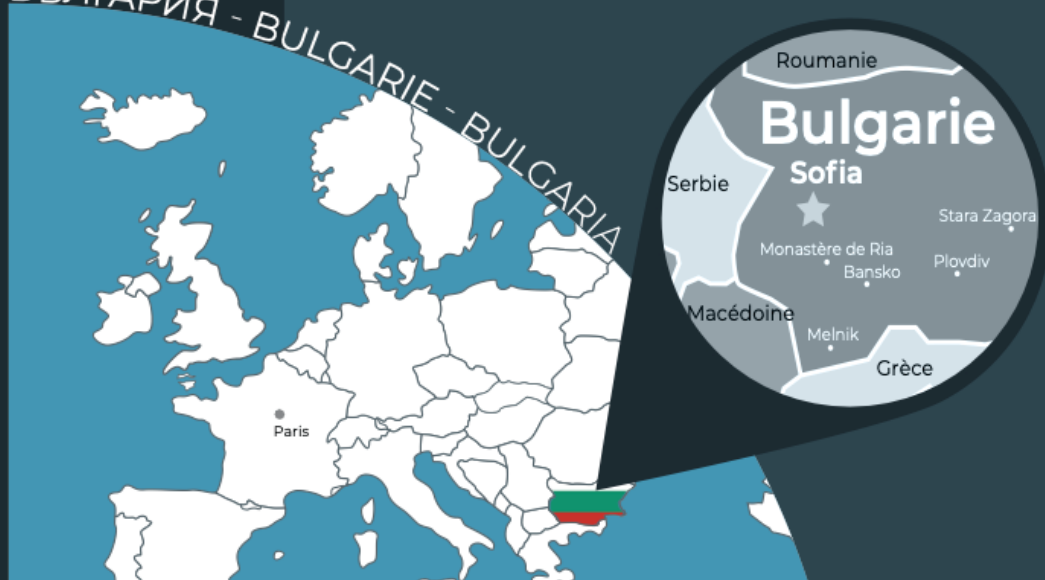 БЪЛГАРИЯ - BULGARIE - BULGARIA
Roumanie
Bulgarie
Sofia
Serbie
Stara Zagora
Monastère de Ria
Bansko
Plovdiv
Macédoine
Melnik
Grèce
Paris